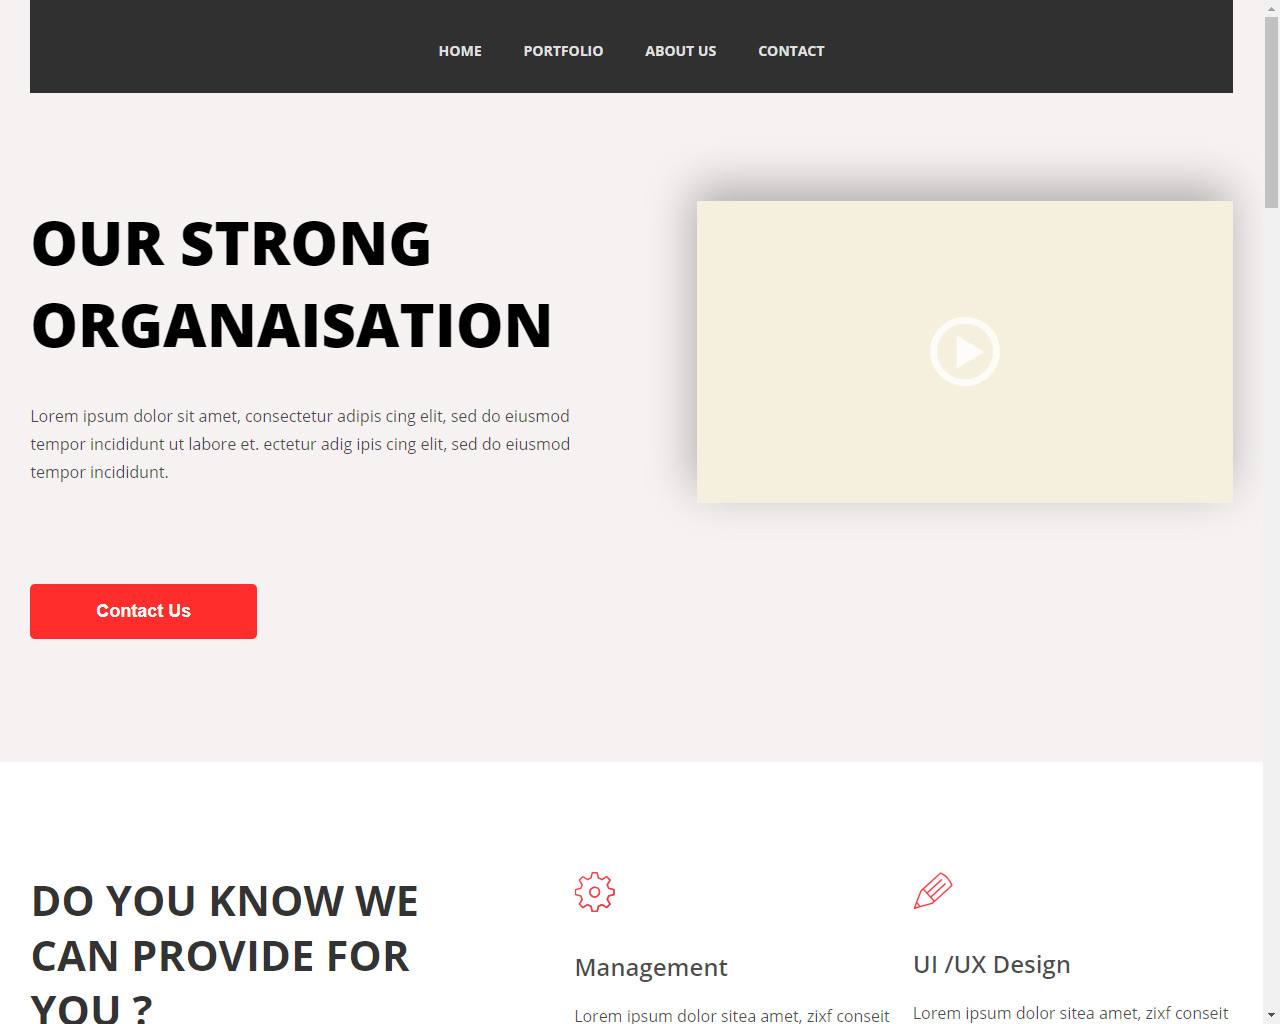 HOME PORTFOLIO ABOUT US CONTACT
OUR STRONG
ORGANAISATION
Lorem ipsum dolor sit amet, consectetur adipis cing elit, sed do eiusmod
tempor incididunt ut labore et. ectetur adig ipis cing elit, sed do eiusmod
tempor incididunt.
Contact Us
DO YOU KNOW WE
CAN PROVIDE FOR
YOU ?
Management
Lorem ipsum dolor sitea amet, zixf conseit
UI /UX Design
Lorem ipsum dolor sitea amet, zixf conseit